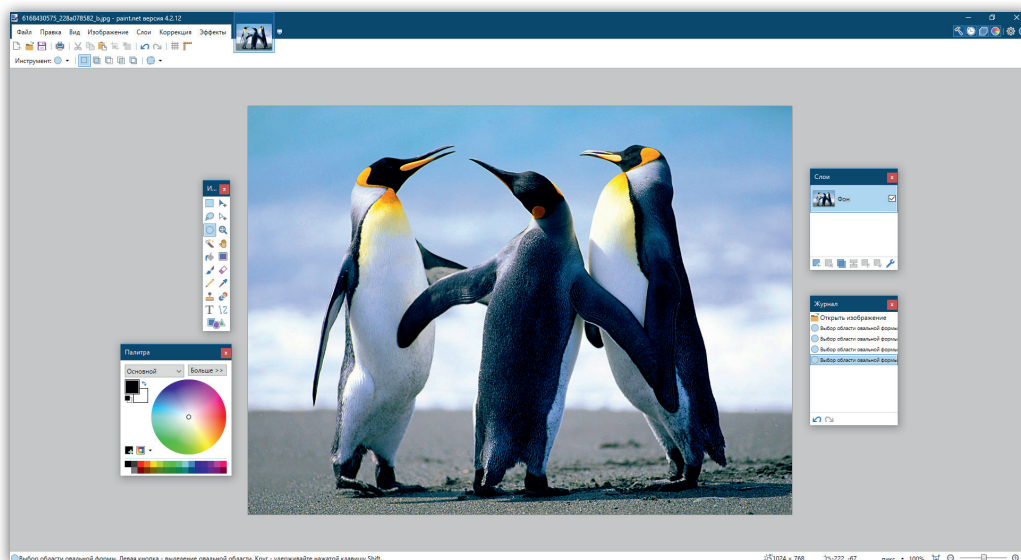 6168430575_228a078582_b.jpg - paint.net версия 4.2.12
Файл Правка Вид Изображение Слои Коррекция Эффекты
Инструмент:
И...
Слои
Фон
Журнал
Открыть изображение
Выбор области овальной формы
Выбор области овальной формы
Выбор области овальной формы
Выбор области овальной формы
Палитра
Основной
Больше >>
Выбор области овальной формы. Левая кнопка - выделение овальной области. Круг - удерживайте нажатой клавишу Shift.
1024 × 768
-222, -67
пикс
100%